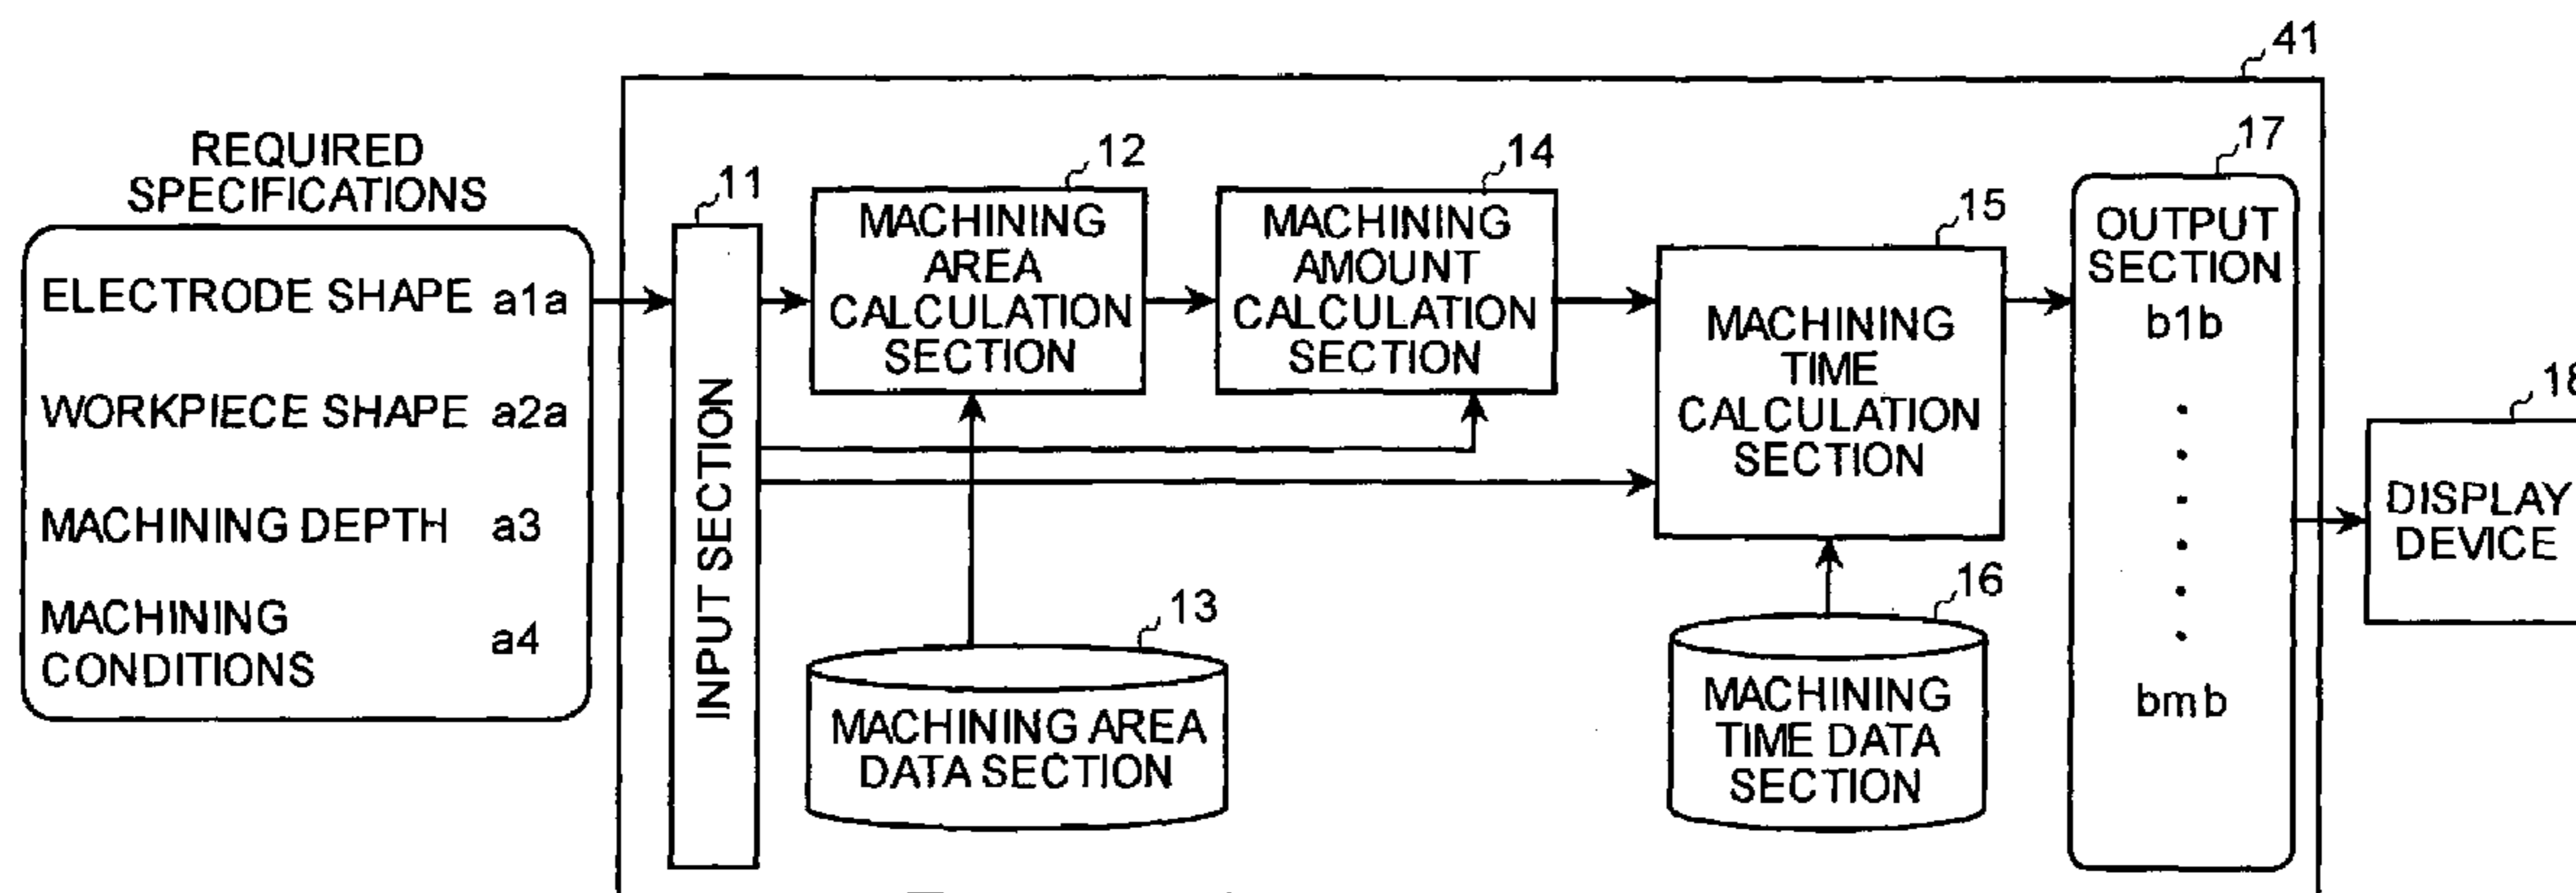 41
REQUIRED
SPECIFICATIONS
ELECTRODE SHAPE a1a
WORKPIECE SHAPE a2a
MACHINING DEPTH a3
MACHINING
CONDITIONS
a4
11
INPUT SECTION
12
MACHINING
AREA
CALCULATION
SECTION
14
MACHINING
AMOUNT
CALCULATION
SECTION
15
MACHINING
TIME
CALCULATION
SECTION
17
OUTPUT
SECTION
b1b
bmb
13
MACHINING AREA
DATA SECTION
16
MACHINING
TIME DATA
SECTION
18
DISPLAY
DEVICE